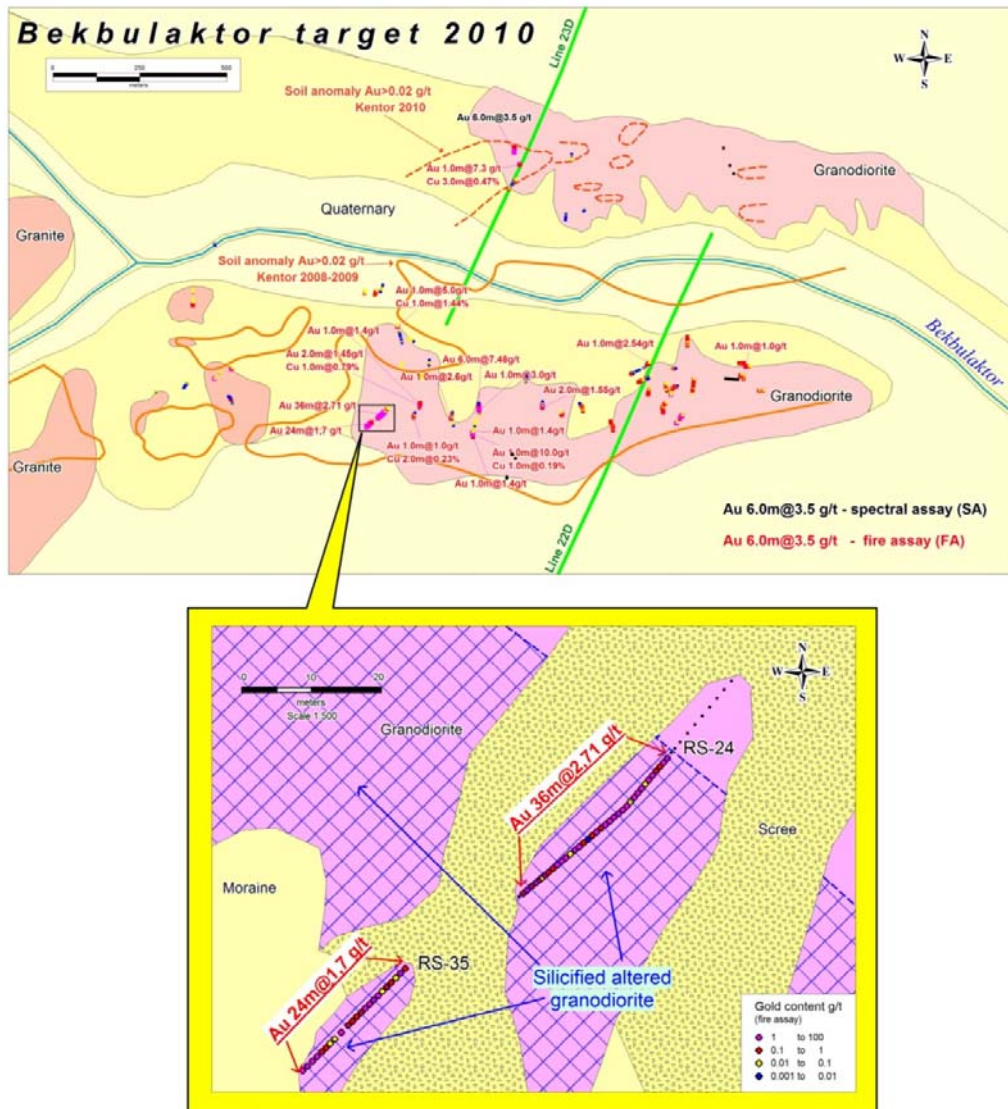 Bekbulaktor target 2010
0 250 500
meters
N
W E
S
Line 23D
Soil anomaly Au>0.02 g/t
Kentor 2010
Au 6.0m@3.5 g/t
Au 1.0m@7.3 g/t
Cu 3.0m@0.47%
Granodiorite
Quaternary
Granite
Soil anomaly Au>0.02 g/t
Kentor 2008-2009
Au 1.0m@5.0g/t
Cu 1.0m@1.44%
Bekbulaktor
Au 1.0m@1.4g/t
Au 2.0m@1.45g/t
Cu 1.0m@0.79%
Au 6.0m@7.48g/t
Au 1.0m@2.6g/t
Au 1.0m@3.0g/t
Au 1.0m@2.54g/t
Au 1.0m@1.0g/t
Au 2.0m@1.55g/t
Granodiorite
Au 36m@2,71 g/t
Au 24m@1,7 g/t
Au 1.0m@1.0g/t
Cu 2.0m@0.23%
Au 1.0m@1.4g/t
Au 1.0m@10.0g/t
Cu 1.0m@0.19%
Au 1.0m@1.4g/t
Granite
Line 22D
Au 6.0m@3.5 g/t - spectral assay (SA)
Au 6.0m@3.5 g/t - fire assay (FA)
0 10 20
meters
Scale 1:500
N
W E
S
Granodiorite
RS-24
Au 36m@2,71 g/t
Scree
Moraine
RS-35
Au 24m@1,7 g/t
Silicified altered
granodiorite
Gold content g/t
(fire assay)
1 to 100
0.1 to 1
0.01 to 0.1
0.001 to 0.01